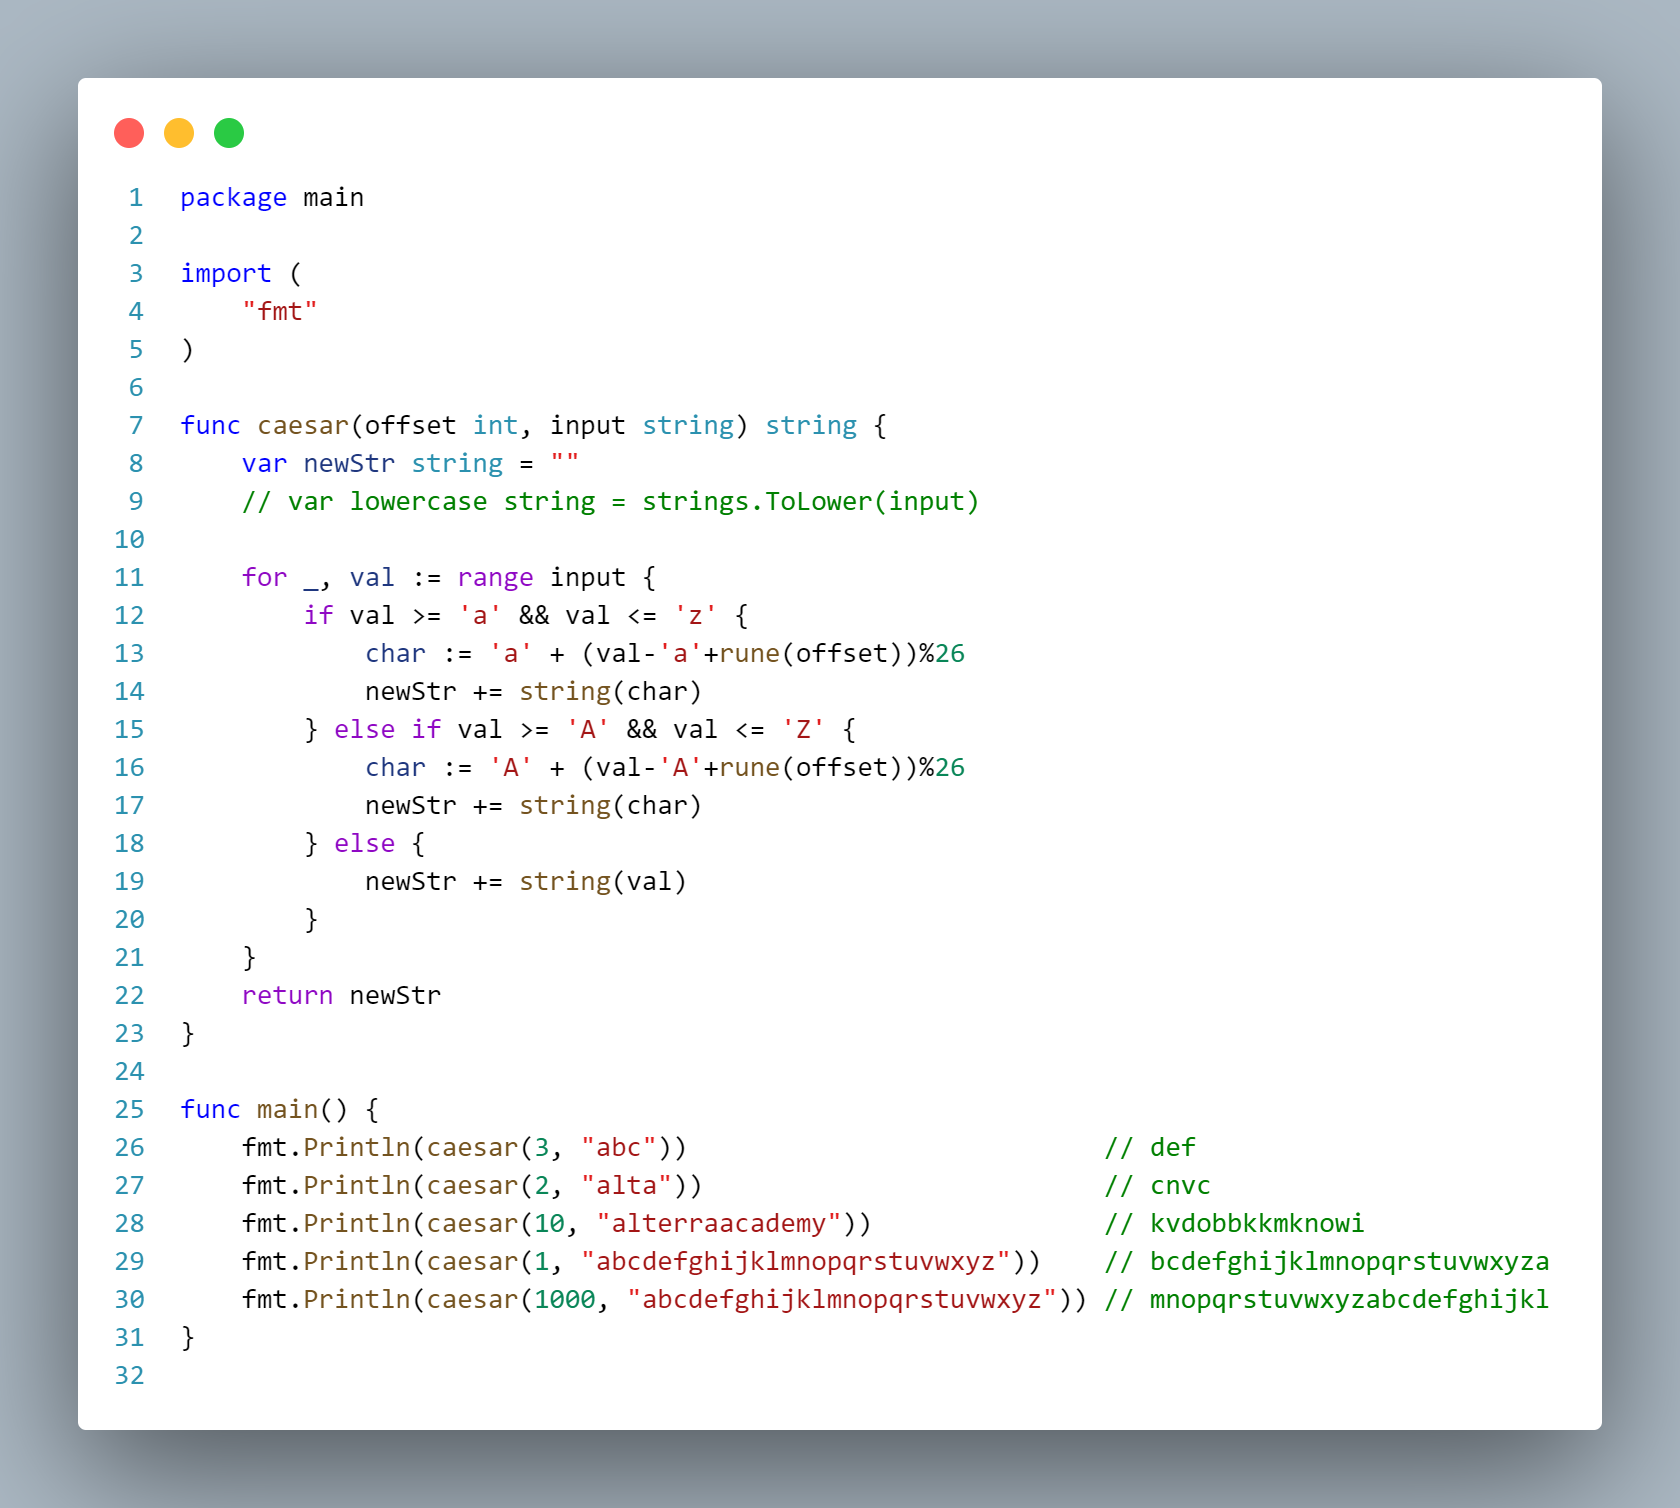 1 package main
2
3 import (
4     "fmt"
5 )
6
7 func caesar(offset int, input string) string {
8     var newStr string = ""
9     // var lowercase string = strings.ToLower(input)
10
11     for _, val := range input {
12         if val >= 'a' && val <= 'z' {
13             char := 'a' + (val-'a'+rune(offset))%26
14             newStr += string(char)
15         } else if val >= 'A' && val <= 'Z' {
16             char := 'A' + (val-'A'+rune(offset))%26
17             newStr += string(char)
18         } else {
19             newStr += string(val)
20         }
21     }
22     return newStr
23 }
24
25 func main() {
26     fmt.Println(caesar(3, "abc"))                           // def
27     fmt.Println(caesar(2, "alta"))                          // cnvc
28     fmt.Println(caesar(10, "alterraacademy"))               // kvdobbkkmknowi
29     fmt.Println(caesar(1, "abcdefghijklmnopqrstuvwxyz"))    // bcdefghijklmnopqrstuvwxyza
30     fmt.Println(caesar(1000, "abcdefghijklmnopqrstuvwxyz")) // mnopqrstuvwxyzabcdefghijkl
31 }
32